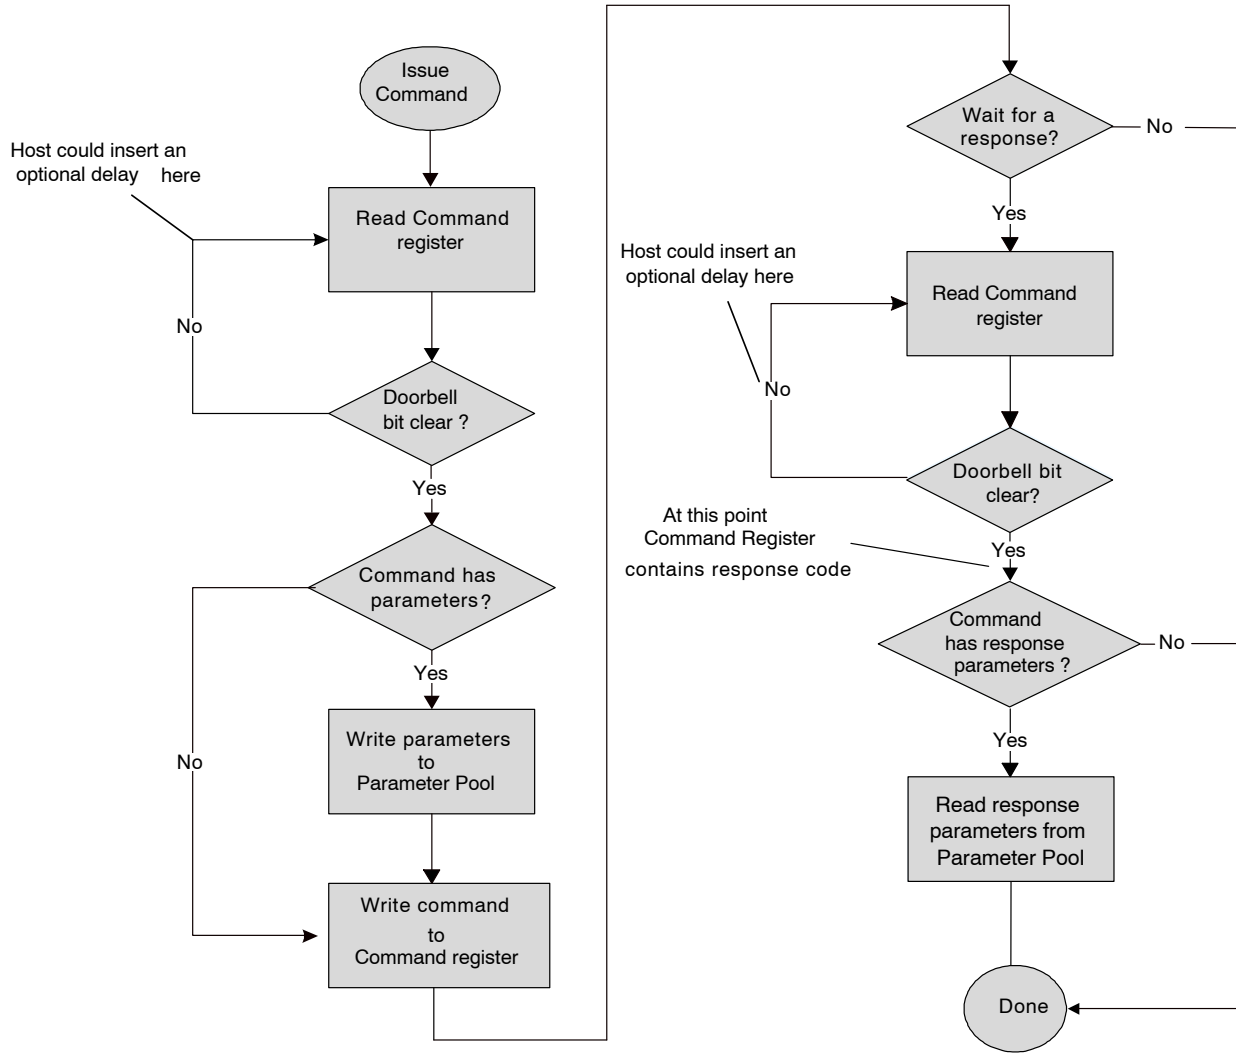 Issue
Command
Host could insert an
optional delay here
Read Command
register
No
Doorbell
bit clear ?
Yes
Command has
parameters?
Yes
Write parameters
to
Parameter Pool
No
Write command
to
Command register
Wait for a
response?
No
Yes
Host could insert an
optional delay here
Read Command
register
No
Doorbell bit
clear?
At this point
Command Register
contains response code
Yes
Command
has response
parameters ?
No
Yes
Read response
parameters from
Parameter Pool
Done